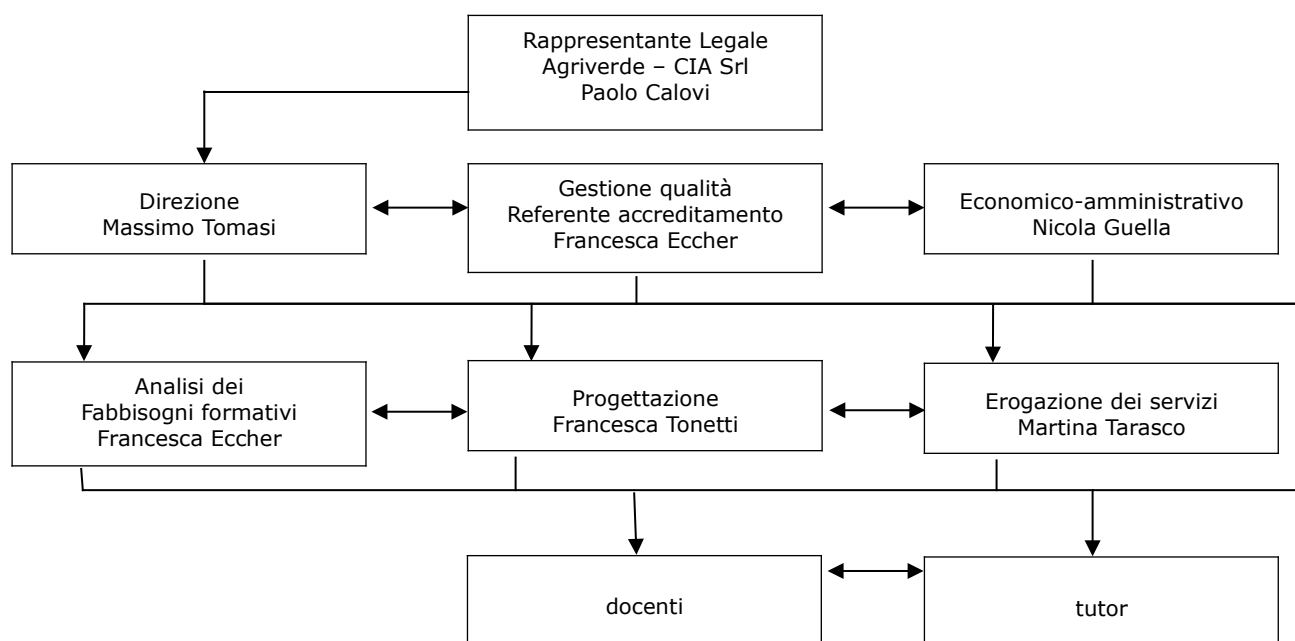 Rappresentante Legale
Agriverde – CIA Srl
Paolo Calovi
Direzione
Massimo Tomasi
Gestione qualità
Referente accreditamento
Francesca Eccher
Economico-amministrativo
Nicola Guella
Analisi dei
Fabbisogni formativi
Francesca Eccher
Progettazione
Francesca Tonetti
Erogazione dei servizi
Martina Tarasco
docenti
tutor